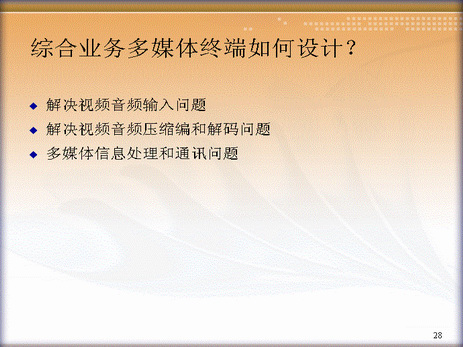 综合业务多媒体终端如何设计？
解决视频音频输入问题
解决视频音频压缩编和解码问题
多媒体信息处理和通讯问题
28